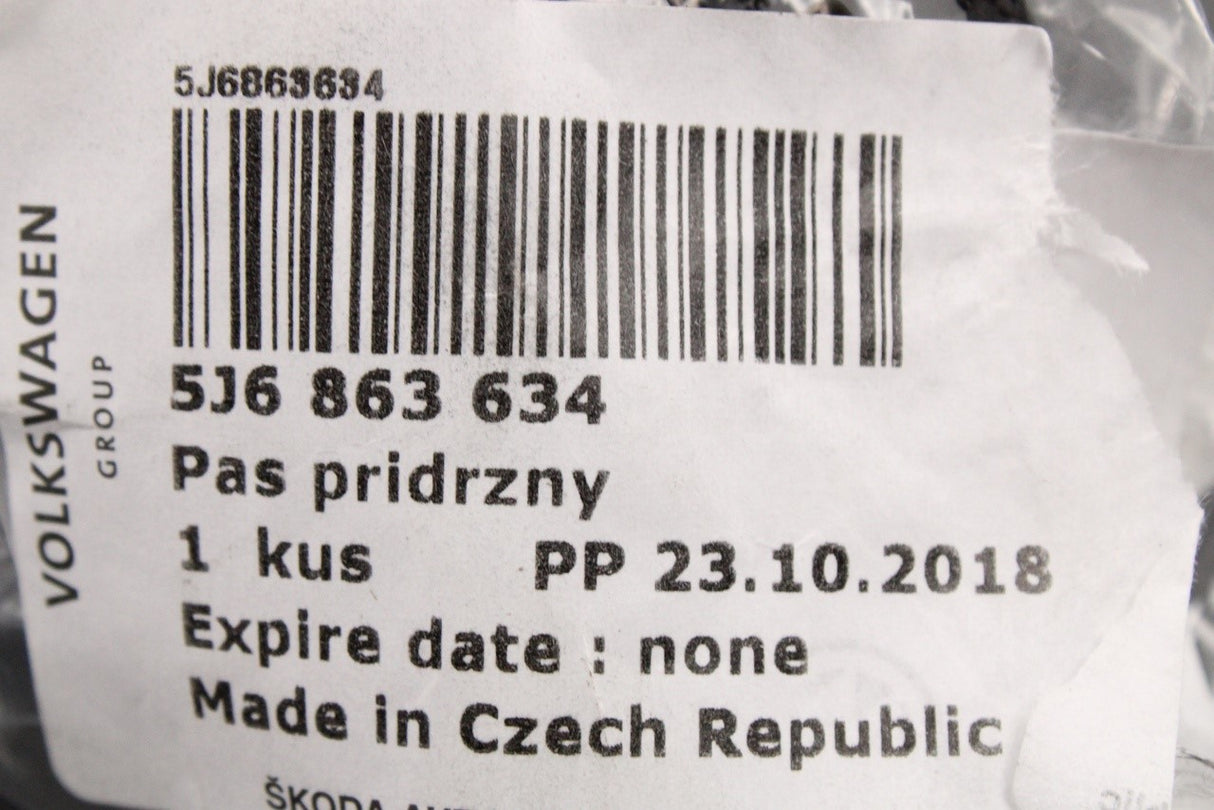 5J6863634
VOLKSWAGEN
GROUP
5J6 863 634
Pas pridrzny
1 kus PP 23.10.2018
Expire date : none
Made in Czech Republic
ŠKODA